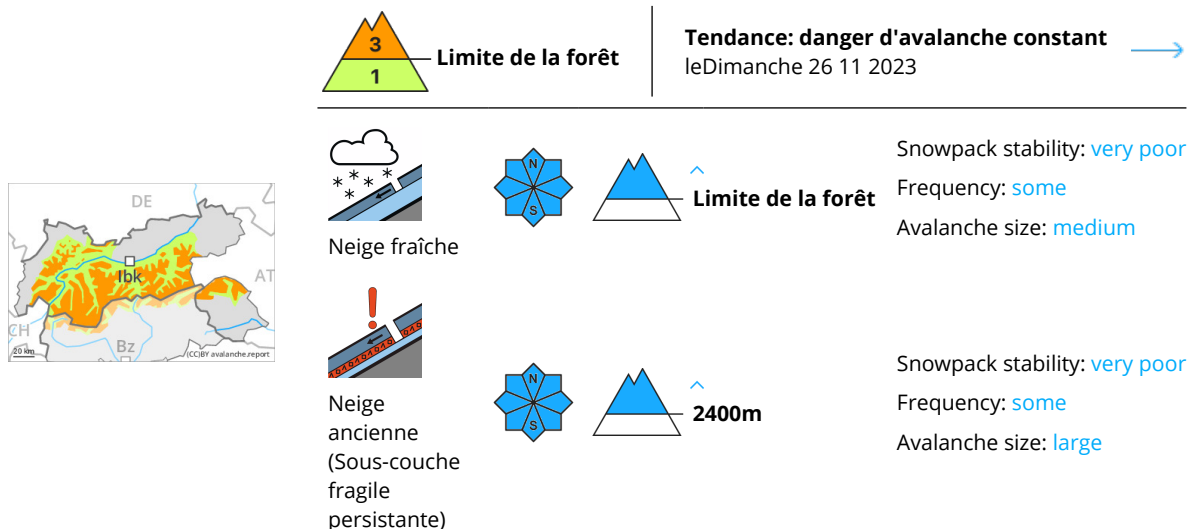 3
1
Limite de la forêt
Tendance: danger d'avalanche constant
leDimanche 26 11 2023
DE
Ibk
AT
CH
Bz
20 km
(CC)BY avalanche.report
Neige fraîche
N
S
Limite de la forêt
Snowpack stability: very poor
Frequency: some
Avalanche size: medium
Neige
ancienne
(Sous-couche
fragile
persistante)
N
S
2400m
Snowpack stability: very poor
Frequency: some
Avalanche size: large